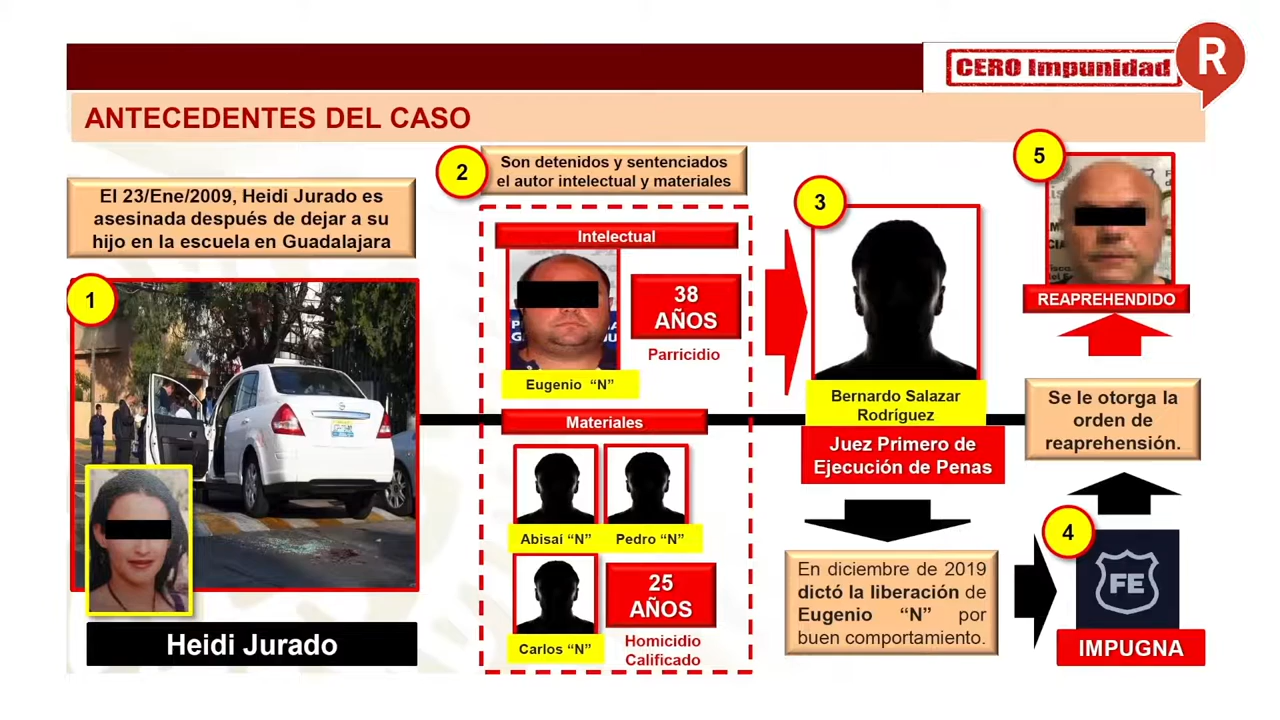 CERO Impunidad
R
ANTECEDENTES DEL CASO
El 23/Ene/2009, Heidi Jurado es
asesinada después de dejar a su
hijo en la escuela en Guadalajara
1
Heidi Jurado
2
Son detenidos y sentenciados
el autor intelectual y materiales
Intelectual
38
AÑOS
Parricidio
Eugenio “N”
Materiales
Abisai “N”
Pedro “N”
Carlos “N”
25
AÑOS
Homicidio
Calificado
3
Bernardo Salazar
Rodríguez
Juez Primero de
Ejecución de Penas
En diciembre de 2019
dictó la liberación de
Eugenio “N” por
buen comportamiento.
4
FE
IMPUGNA
Se le otorga la
orden de
reaprehensión.
5
REAPREHENDIDO